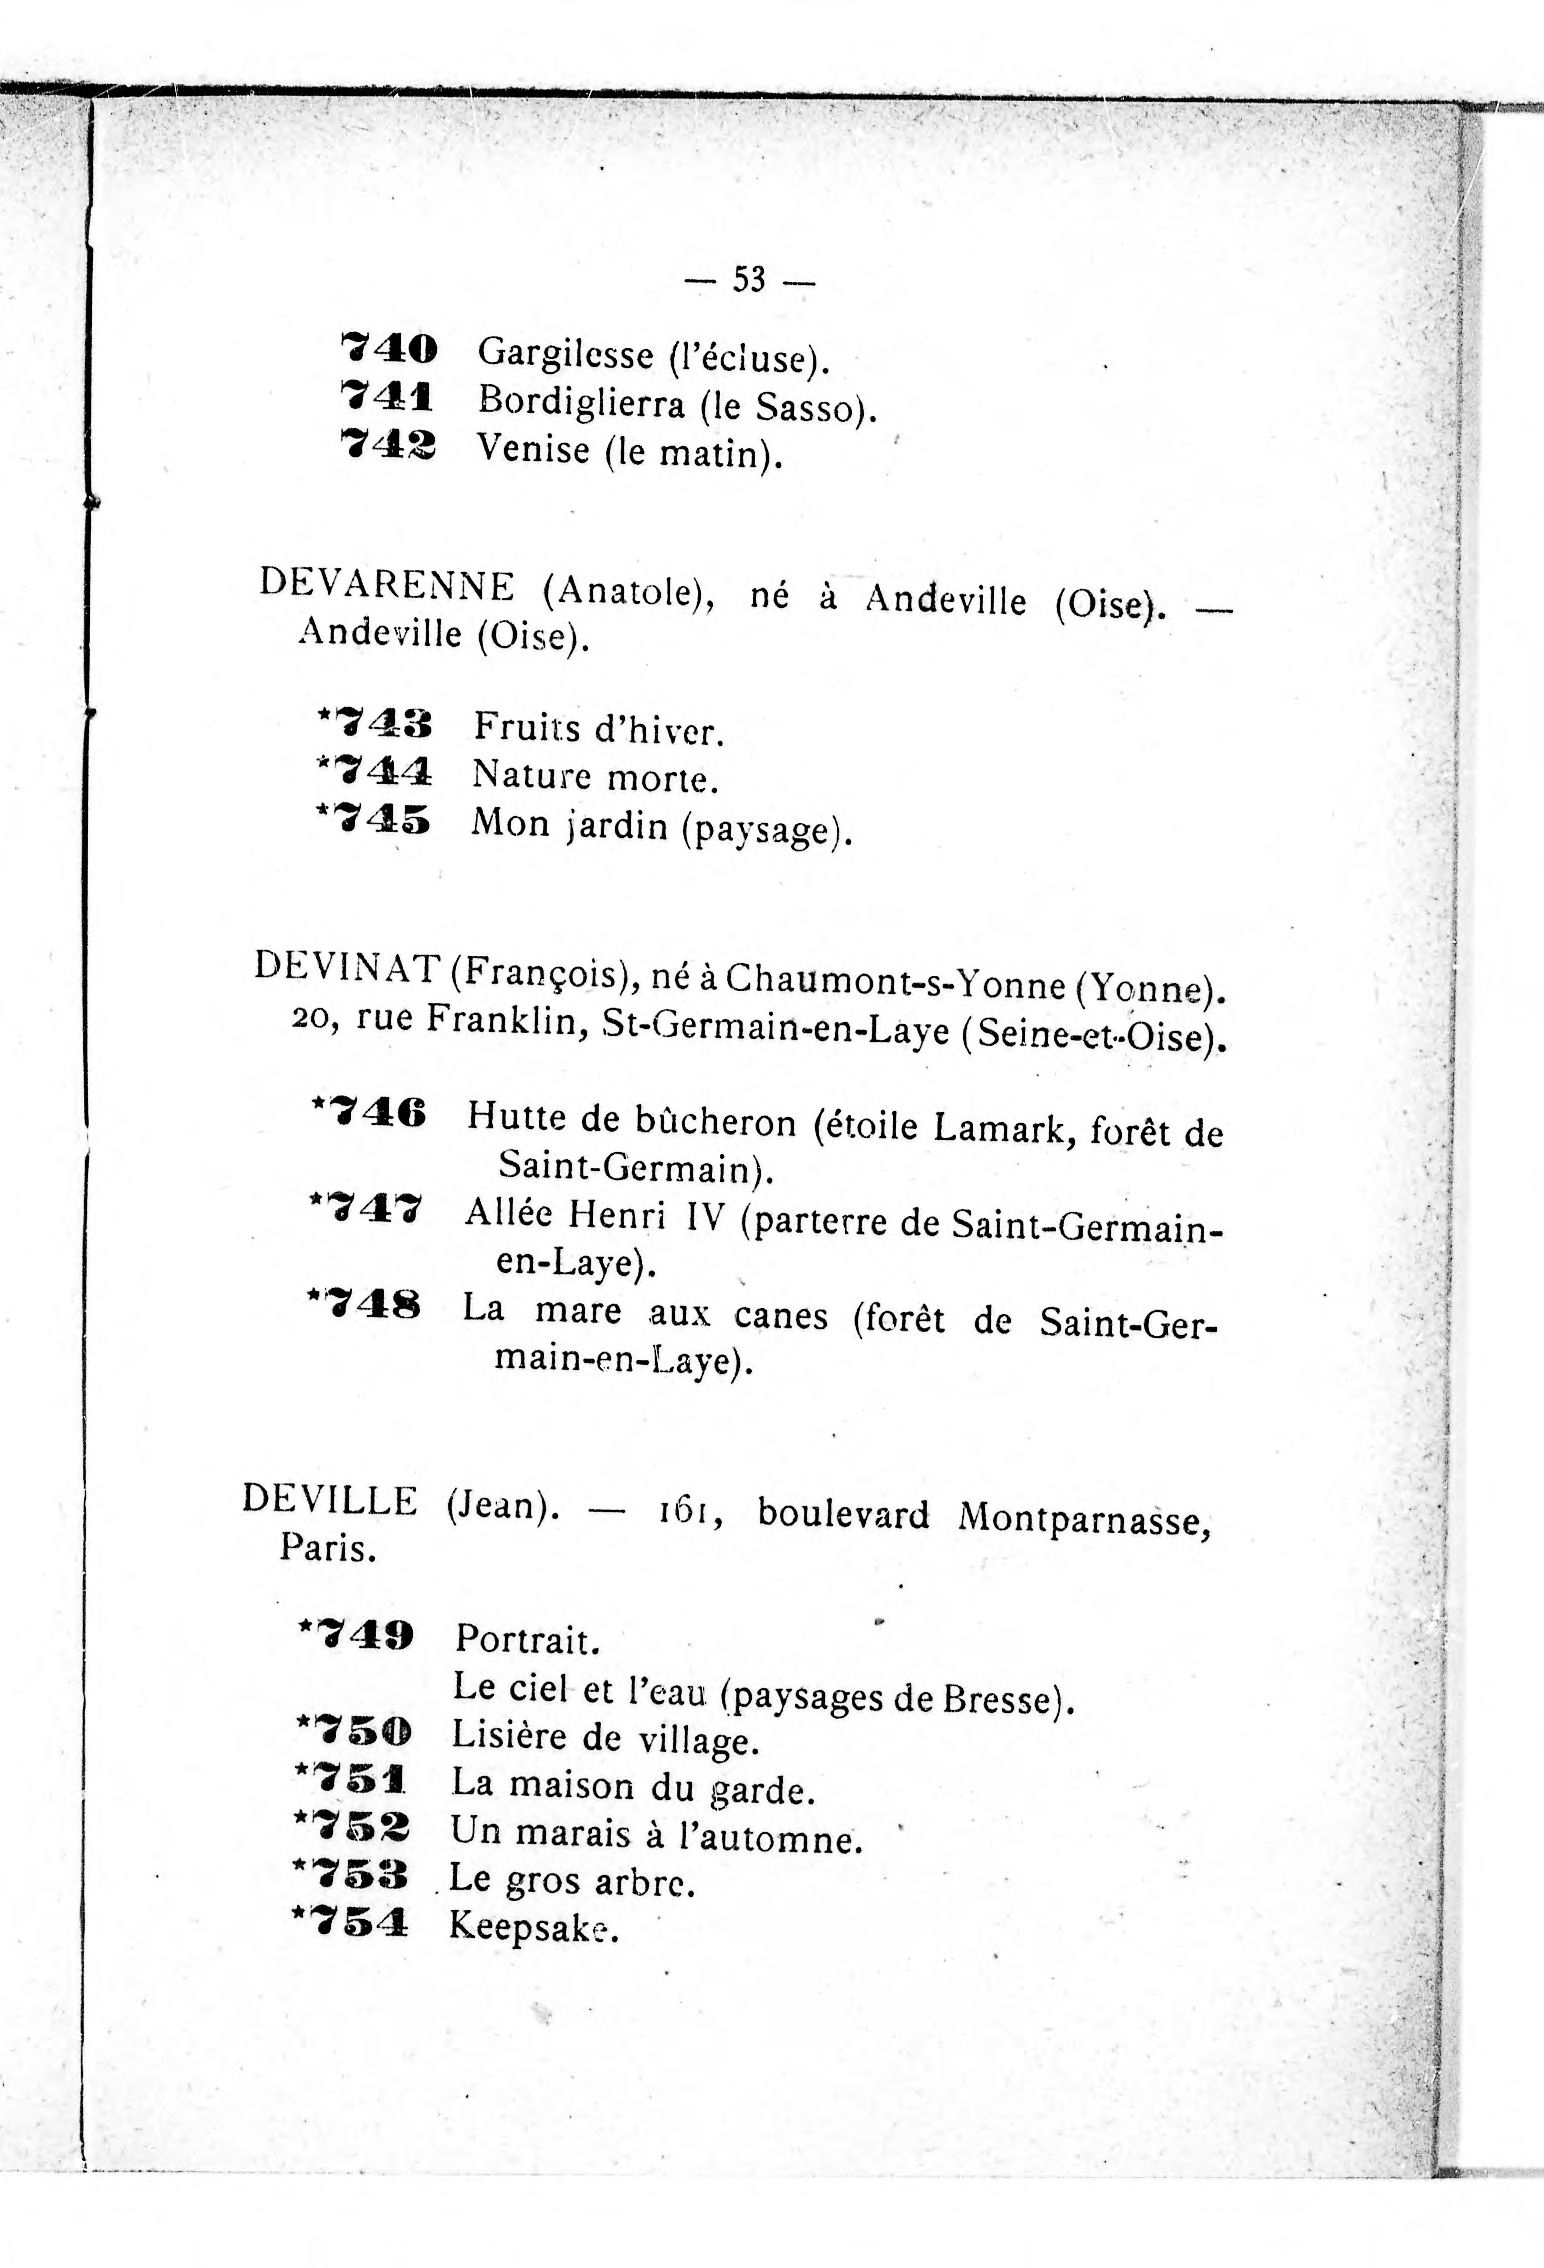 — 53 —
740 Gargilesse (l'écluse).
741 Bordiglierra (le Sasso).
742 Venise (le matin).
DEVARENNE (Anatole), né à Andeville (Oise). —
Andeville (Oise).
*743 Fruits d'hiver.
*744 Nature morte.
*745 Mon jardin (paysage).
DEVINAT (François), né à Chaumont-s-Yonne (Yonne).
20, rue Franklin, St-Germain-en-Laye (Seine-et-Oise).
*746 Hutte de bûcheron (étoile Lamark, forêt de
Saint-Germain).
*747 Allée Henri IV (parterre de Saint-Germain-
en-Laye).
*748 La mare aux canes (forêt de Saint-Ger-
main-en-Laye).
DEVILLE (Jean). — 161, boulevard Montparnasse,
Paris.
*749 Portrait.
Le ciel et l'eau (paysages de Bresse).
*750 Lisière de village.
*751 La maison du garde.
*752 Un marais à l'automne.
*753 Le gros arbre.
*754 Keepsake.